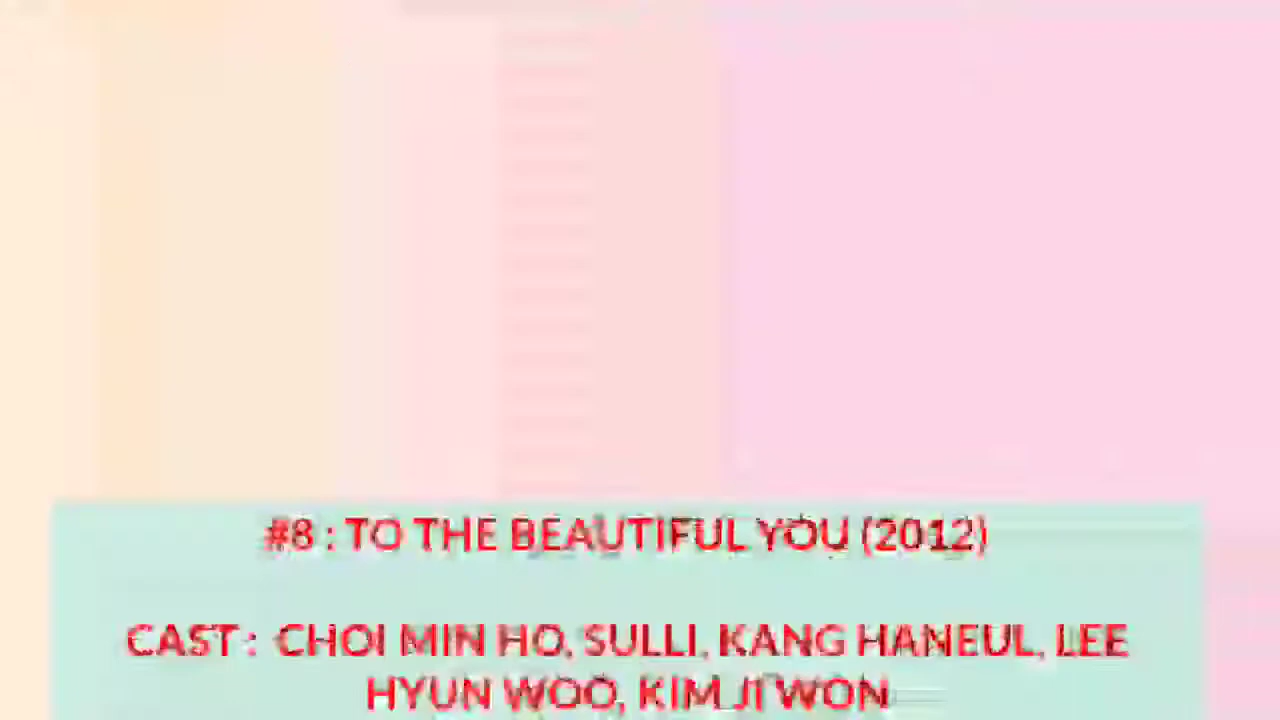 #8 : TO THE BEAUTIFUL YOU (2012)
CAST : CHOI MIN HO, SULLI, KANG HANEUL, LEE
HYUN WOO, KIM JI WON